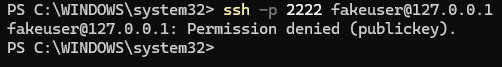 PS C:\WINDOWS\system32> ssh -p 2222 fakeuser@127.0.0.1
fakeuser@127.0.0.1: Permission denied (publickey).
PS C:\WINDOWS\system32>